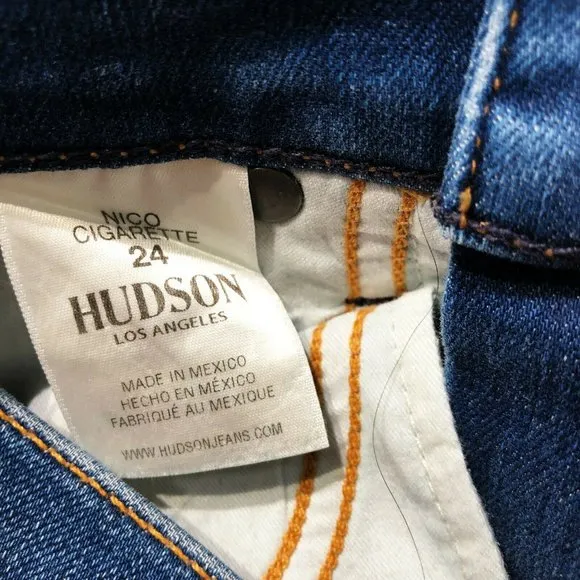 NICO
CIGARETTE
24
HUDSON
LOS ANGELES
MADE IN MEXICO
HECHO EN MÉXICO
FABRIQUÉ AU MEXIQUE
WWW.HUDSONJEANS.COM